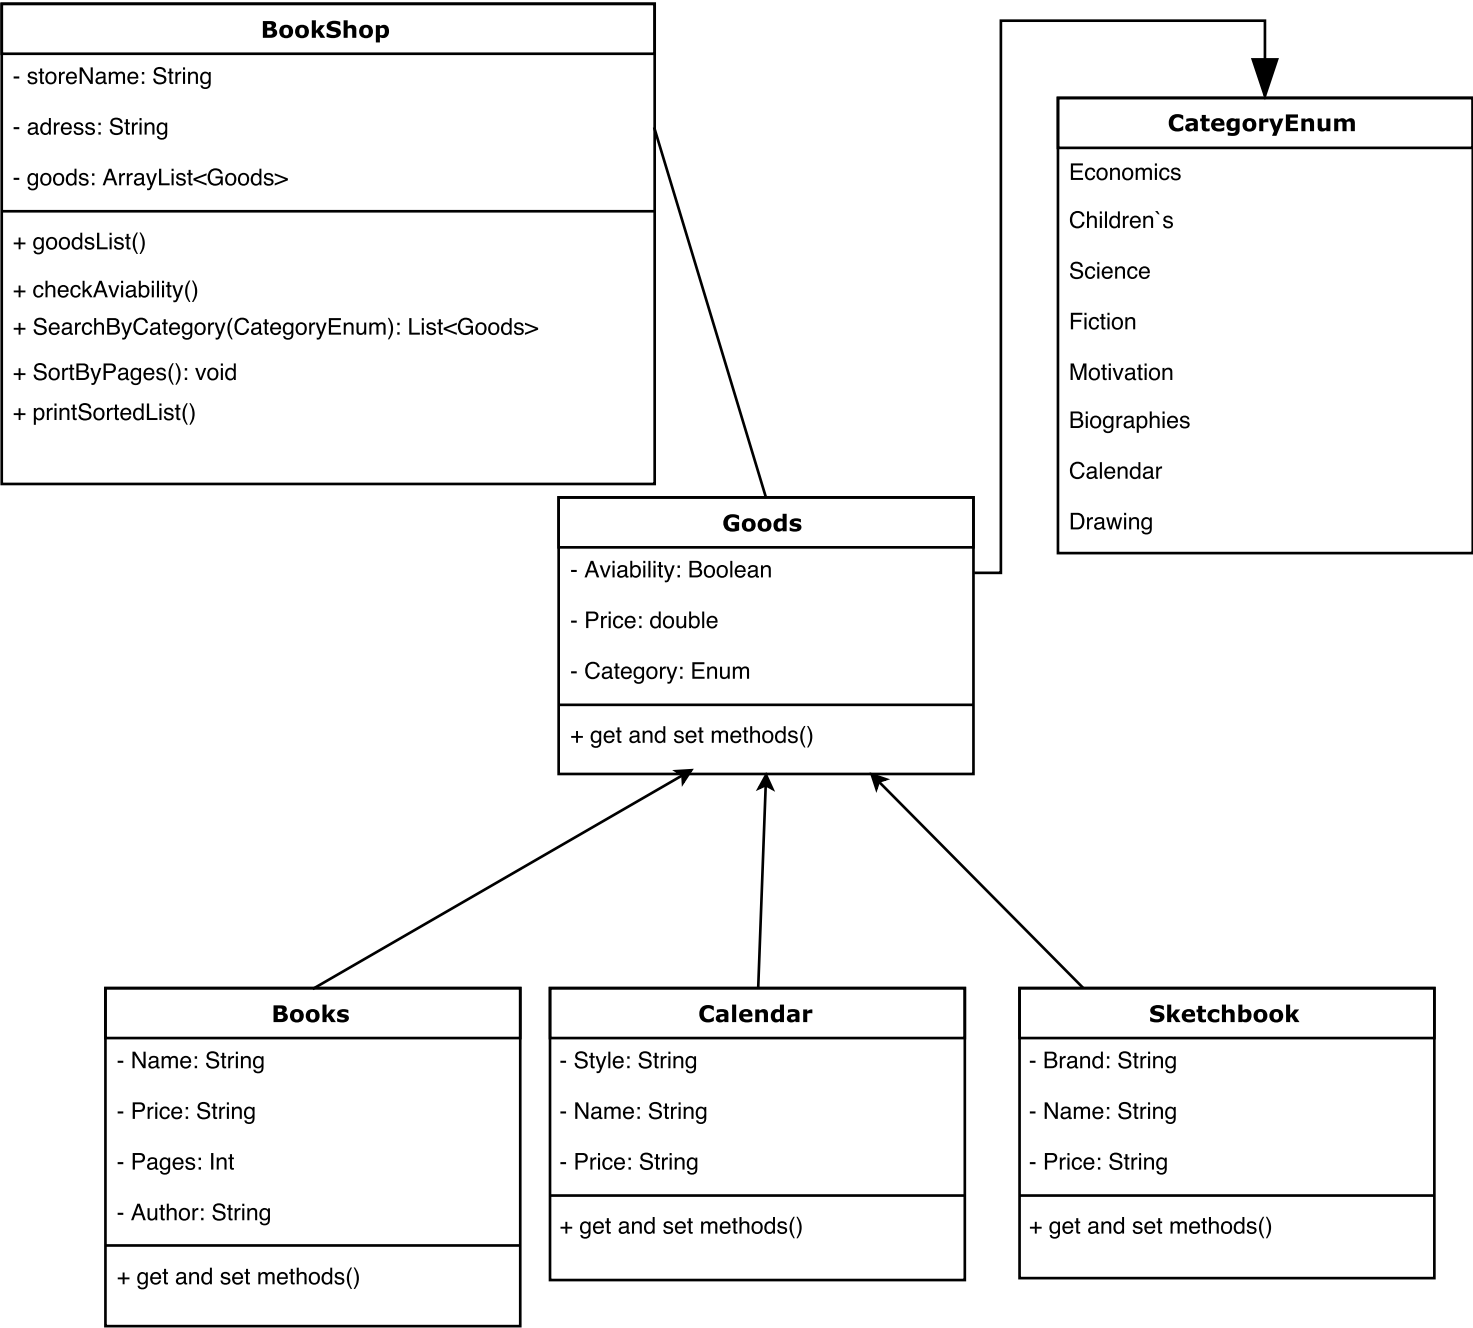 BookShop
- storeName: String
- adress: String
- goods: ArrayList<Goods>
+ goodsList()
+ checkAviability()
+ SearchByCategory(CategoryEnum): List<Goods>
+ SortByPages(): void
+ printSortedList()
CategoryEnum
Economics
Children`s
Science
Fiction
Motivation
Biographies
Calendar
Drawing
Goods
- Aviability: Boolean
- Price: double
- Category: Enum
+ get and set methods()
Books
- Name: String
- Price: String
- Pages: Int
- Author: String
+ get and set methods()
Calendar
- Style: String
- Name: String
- Price: String
+ get and set methods()
Sketchbook
- Brand: String
- Name: String
- Price: String
+ get and set methods()